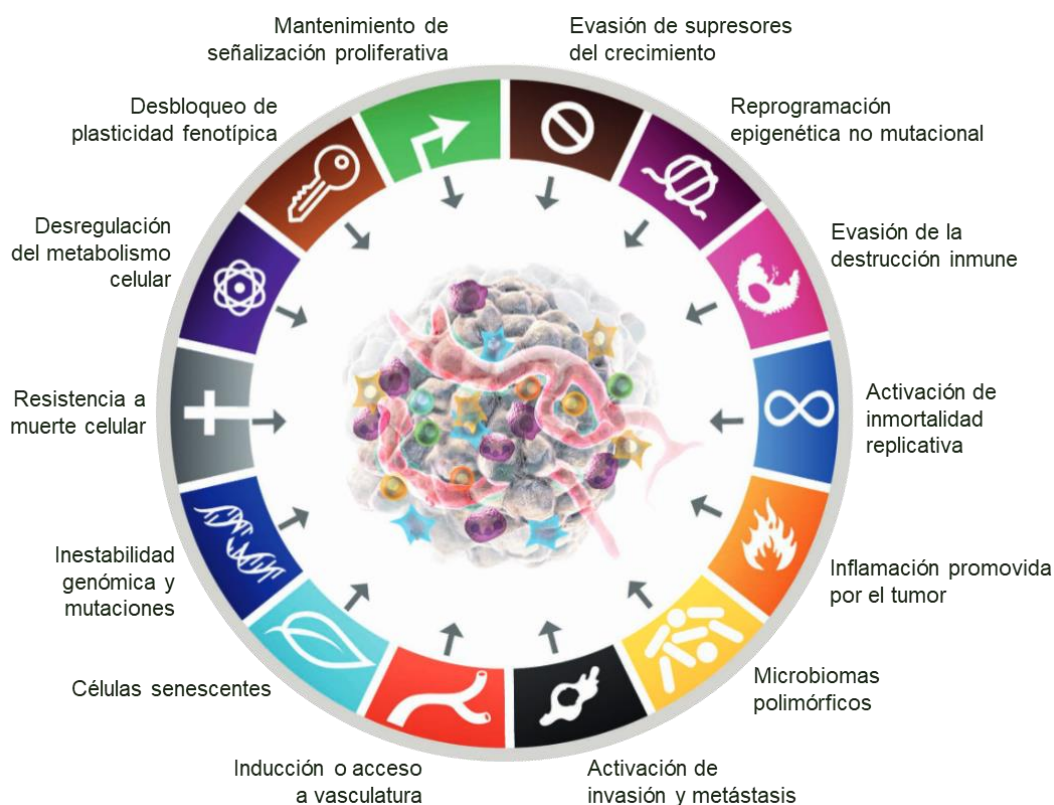 Mantenimiento de
señalización proliferativa
Evasión de supresores
del crecimiento
Reprogramación
epigenética no mutacional
Evasión de la
destrucción inmune
Activación de
inmortalidad
replicativa
Inflamación promovida
por el tumor
Microbiomas
polimórficos
Activación de
invasión y metástasis
Inducción o acceso
a vasculatura
Células senescentes
Inestabilidad
genómica y
mutaciones
Resistencia a
muerte celular
Desregulación
del metabolismo
celular
Desbloqueo de
plasticidad fenotípica